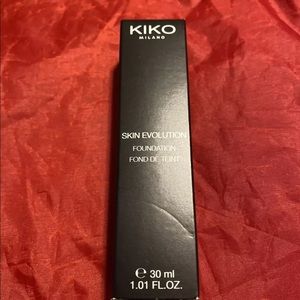 KIKO
MILANO
SKIN EVOLUTION
FOUNDATION
FOND DE TEINT
℮ 30 ml
1.01 FL.OZ.